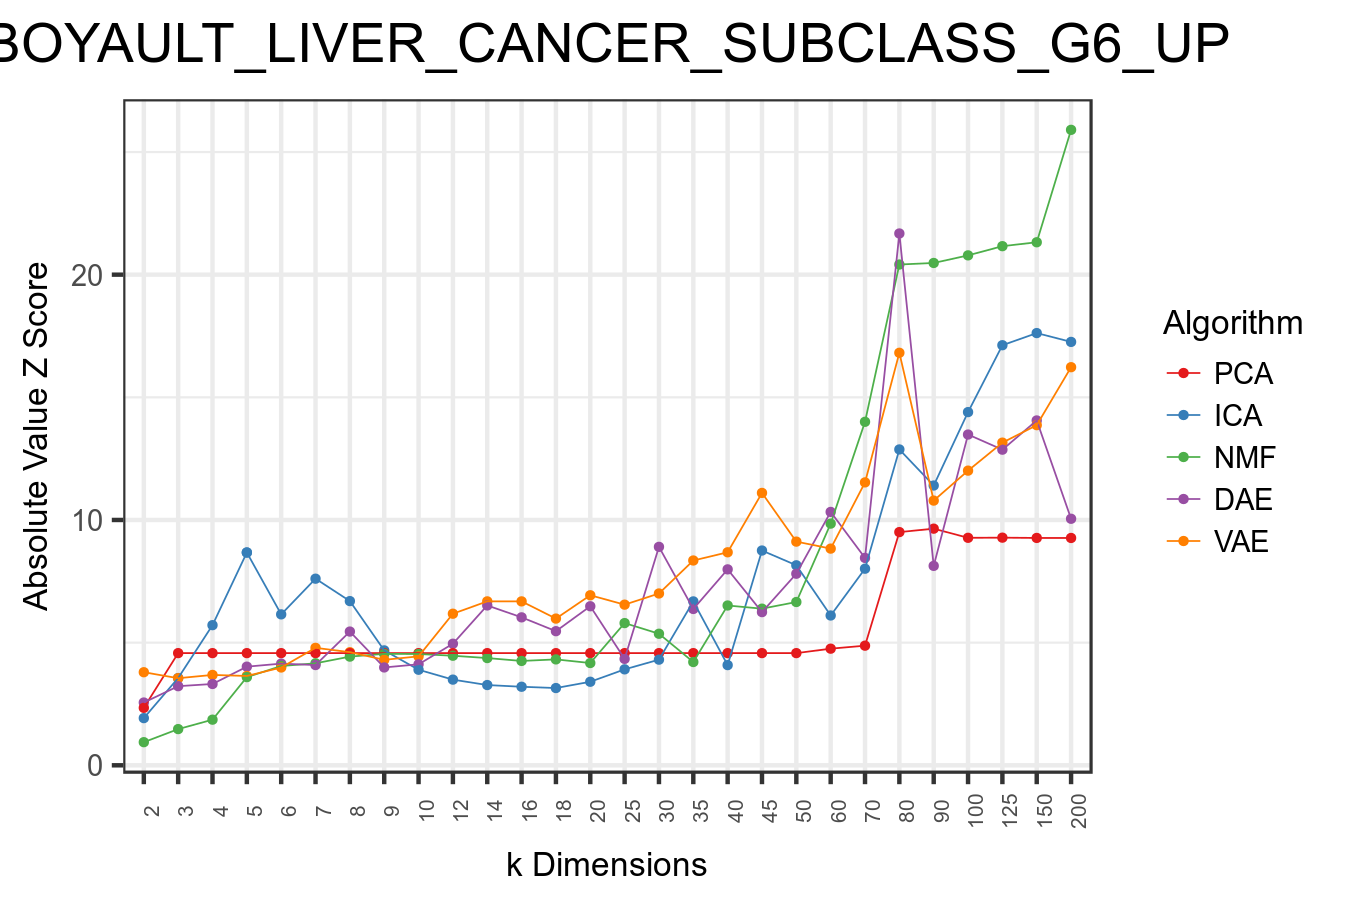 BOYAULT_LIVER_CANCER_SUBCLASS_G6_UP
Absolute Value Z Score
20
10
0
2 3 4 5 6 7 8 9 10 12 14 16 18 20 25 30 35 40 45 50 60 70 80 90 100 125 150 200
k Dimensions
Algorithm
PCA
ICA
NMF
DAE
VAE